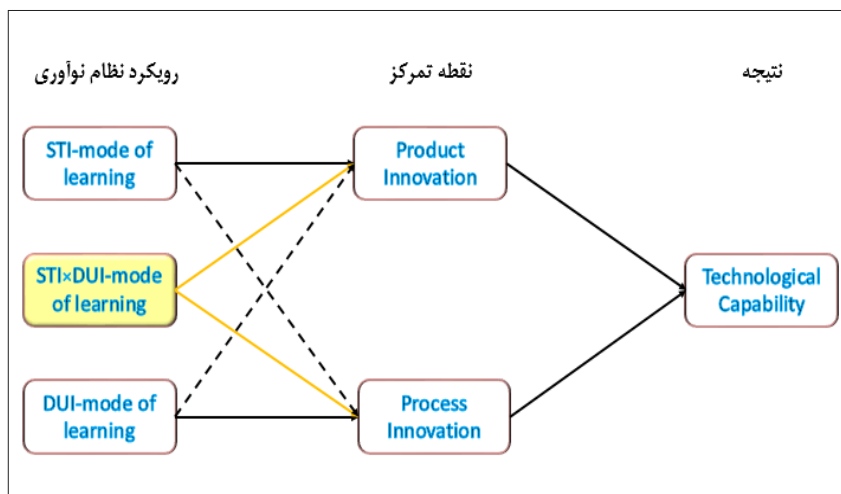 رویکرد نظام نوآوری
نقطه تمرکز
نتیجه
STI-mode of
learning
Product
Innovation
STI×DUI-mode
of learning
Technological
Capability
DUI-mode of
learning
Process
Innovation